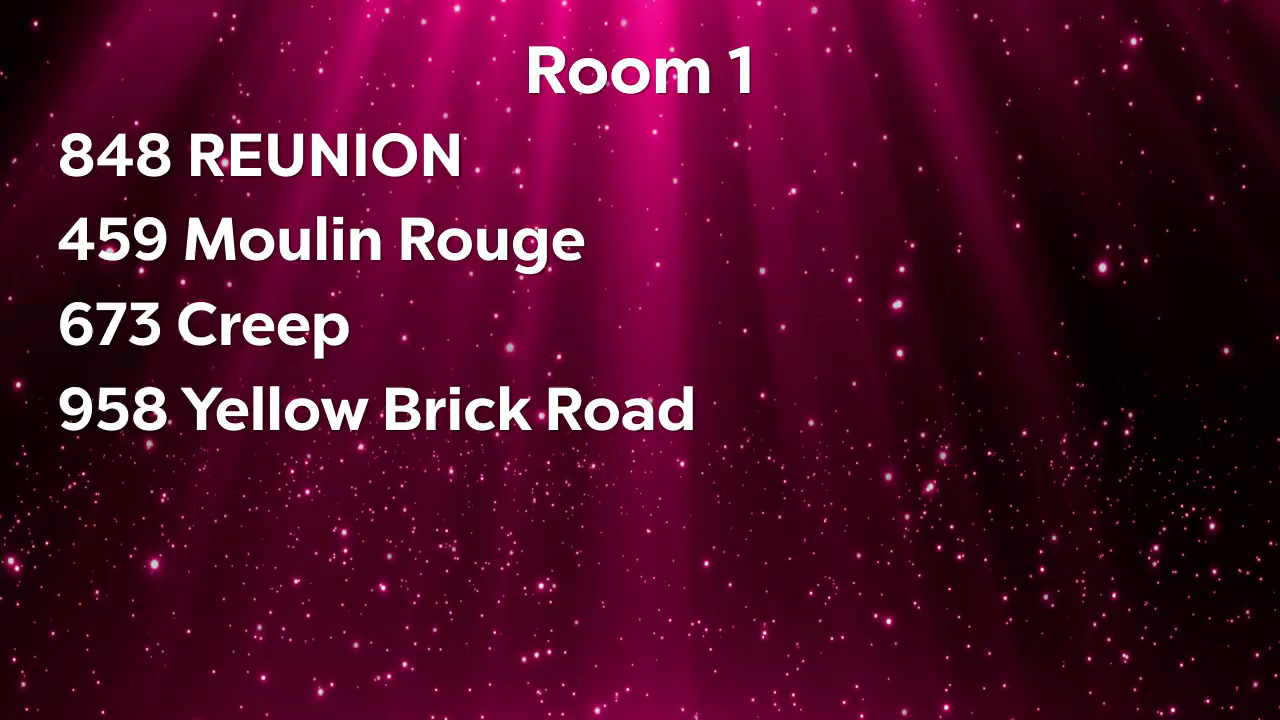 Room 1
848 REUNION
459 Moulin Rouge
673 Creep
958 Yellow Brick Road